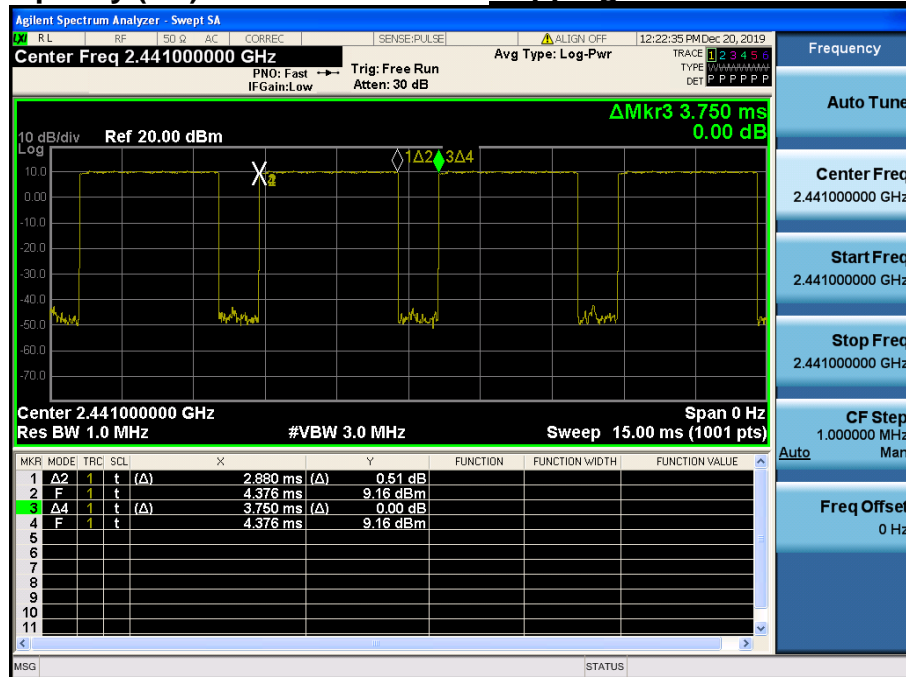 Agilent Spectrum Analyzer - Swept SA
LXI RL RF 50 Ω AC CORREC SENSE:PULSE ALIGN OFF 12:22:35 PM Dec 20, 2019
Center Freq 2.441000000 GHz
PNO: Fast
IFGain:Low
Trig: Free Run
Atten: 30 dB
Avg Type: Log-Pwr
TRACE 1 2 3 4 5 6
TYPE WWWWWW
DET P P P P P P
ΔMkr3 3.750 ms
0.00 dB
10 dB/div Ref 20.00 dBm
Log
10.0
0.00
-10.0
-20.0
-30.0
-40.0
-50.0
-60.0
-70.0
X2
1Δ2 3Δ4
Center 2.441000000 GHz Span 0 Hz
Res BW 1.0 MHz #VBW 3.0 MHz Sweep 15.00 ms (1001 pts)
MKR MODE TRC SCL X Y FUNCTION FUNCTION WIDTH FUNCTION VALUE
1 Δ2 1 t (Δ) 2.880 ms (Δ) 0.51 dB
2 F 1 t 4.376 ms 9.16 dBm
3 Δ4 1 t (Δ) 3.750 ms (Δ) 0.00 dB
4 F 1 t 4.376 ms 9.16 dBm
5
6
7
8
9
10
11
MSG STATUS
Frequency
Auto Tune
Center Freq
2.441000000 GHz
Start Freq
2.441000000 GHz
Stop Freq
2.441000000 GHz
CF Step
1.000000 MHz
Auto Man
Freq Offset
0 Hz